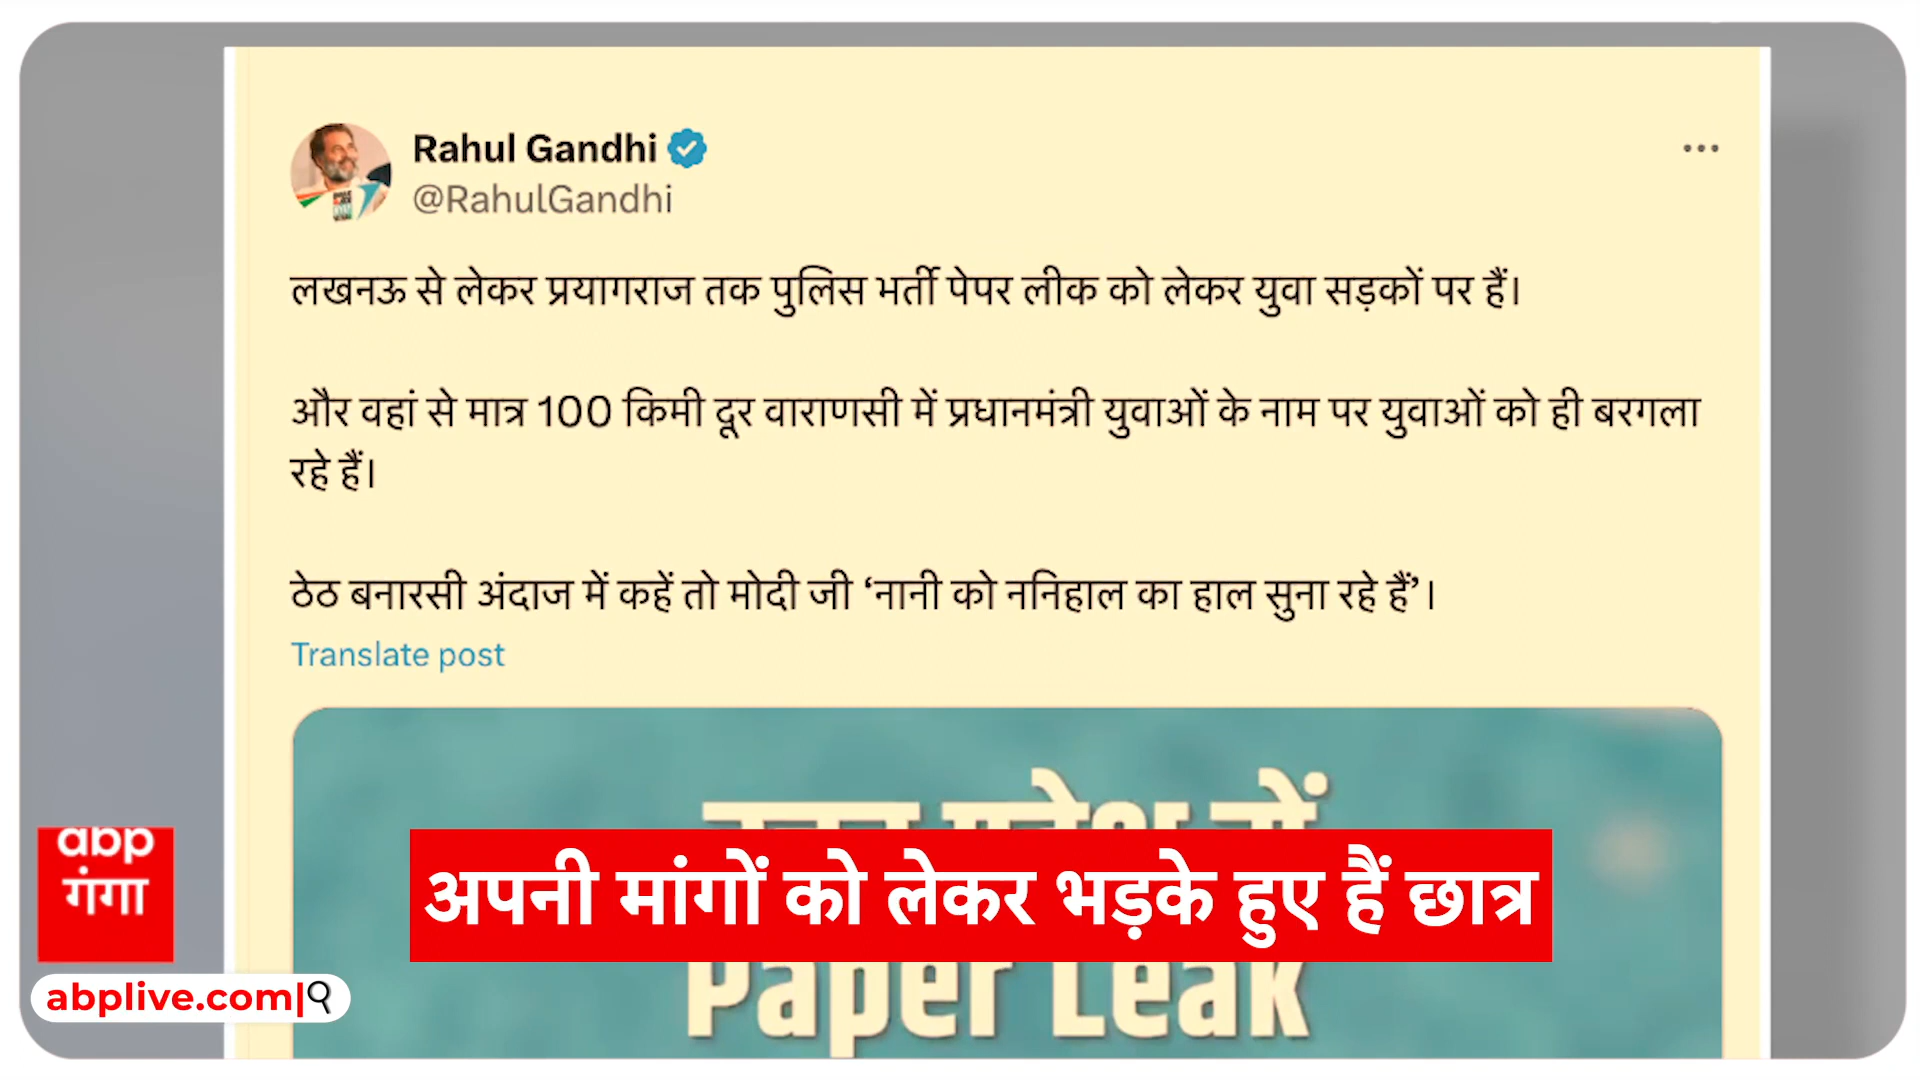 Rahul Gandhi
@RahulGandhi
लखनऊ से लेकर प्रयागराज तक पुलिस भर्ती पेपर लीक को लेकर युवा सड़कों पर हैं।
और वहां से मात्र 100 किमी दूर वाराणसी में प्रधानमंत्री युवाओं के नाम पर युवाओं को ही बरगला
रहे हैं।
ठेठ बनारसी अंदाज में कहें तो मोदी जी ‘नानी को ननिहाल का हाल सुना रहे हैं’।
Translate post
अपनी मांगों को लेकर भड़के हुए हैं छात्र
Paper Leak
abp
गंगा
abplive.com